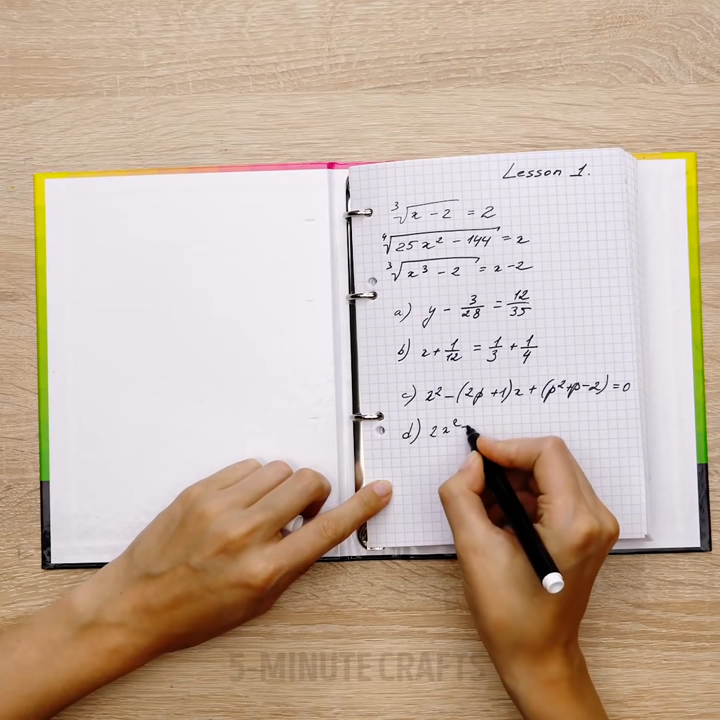 Lesson 1.
∛(x - 2) = 2
∜(25x² - 144) = x
∛(x³ - 2) = x - 2
a) y - 3/28 = 12/35
b) x + 1/12 = 1/3 + 1/4
c) x² - (2p + 1)x + (p² + p - 2) = 0
d) 2x²
5-MINUTE CRAFTS